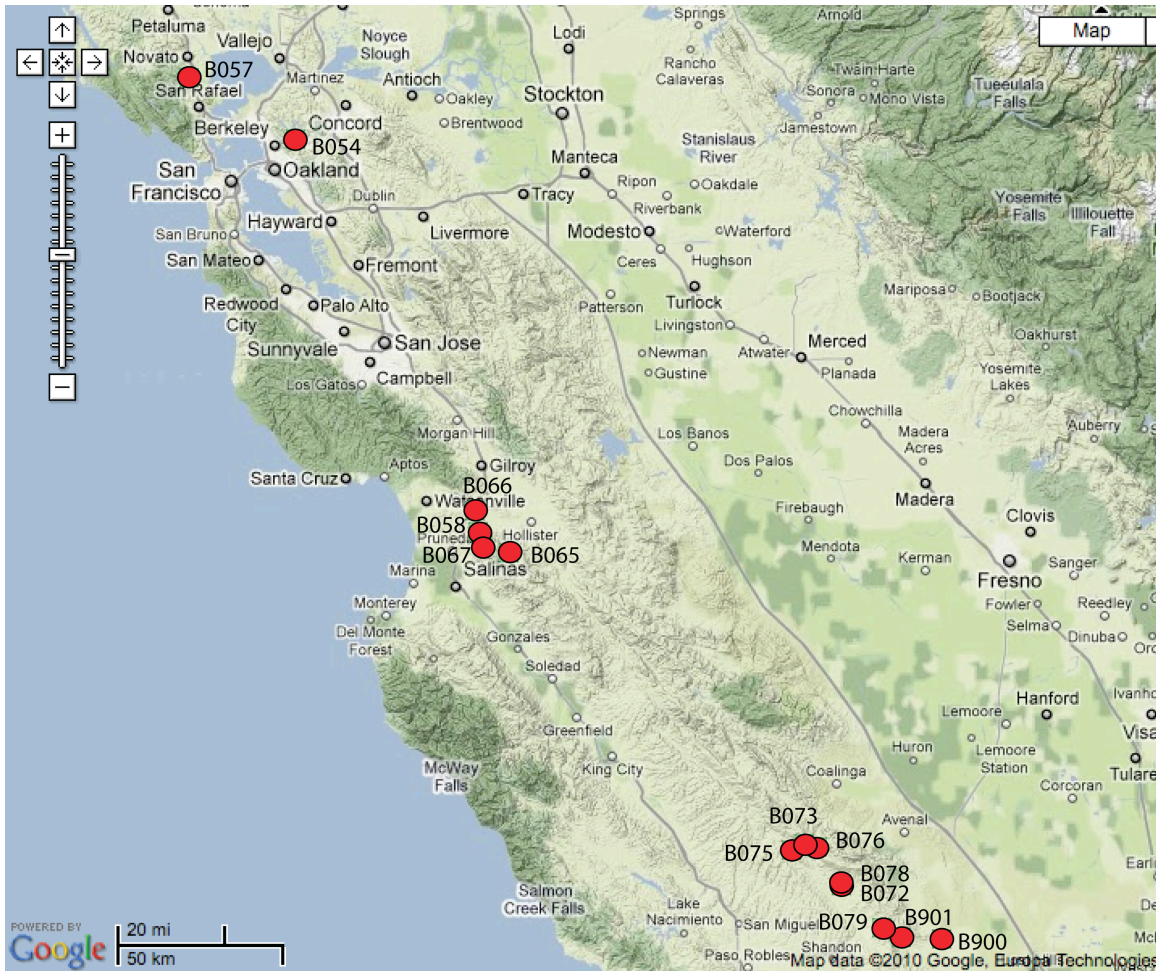 Petaluma
Novato
B057
San Rafael
Vallejo
Noyce
Slough
Martinez
Antioch
Oakley
Brentwood
Berkeley
Concord
B054
Oakland
San
Francisco
Dublin
Hayward
Livermore
San Bruno
San Mateo
Fremont
Redwood
City
Palo Alto
Sunnyvale
San Jose
Campbell
Los Gatos
Morgan Hill
Lodi
Stockton
Manteca
Tracy
Ripon
Riverbank
Oakdale
Stanislaus
River
Modesto
Waterford
Ceres
Hughson
Turlock
Patterson
Livingston
Newman
Gustine
Atwater
Merced
Planada
Springs
Rancho
Calaveras
Arnold
Twain-Harte
Sonora
Mono Vista
Jamestown
Tueeulala
Falls
Yosemite
Falls
Illilouette
Fall
Mariposa
Bootjack
Oakhurst
Yosemite
Lakes
Map
Chowchilla
Madera
Acres
Auberry
Los Banos
Dos Palos
Madera
Firebaugh
Clovis
Mendota
Kerman
Sanger
Fresno
Fowler
Reedley
Selma
Dinuba
Santa Cruz
Aptos
Gilroy
B066
Watsonville
B058
Hollister
B067
B065
Salinas
Marina
Monterey
Del Monte
Forest
Gonzales
Soledad
Greenfield
King City
McWay
Falls
Hanford
Lemoore
Lemoore
Station
Huron
Coalinga
Corcoran
Tulare
Avenal
B073
B075
B076
B078
B072
B079
B901
B900
Salmon
Creek Falls
Lake
Nacimiento
San Miguel
Paso Robles
Shandon
POWERED BY
Google
20 mi
50 km
Map data ©2010 Google, Europa Technologies